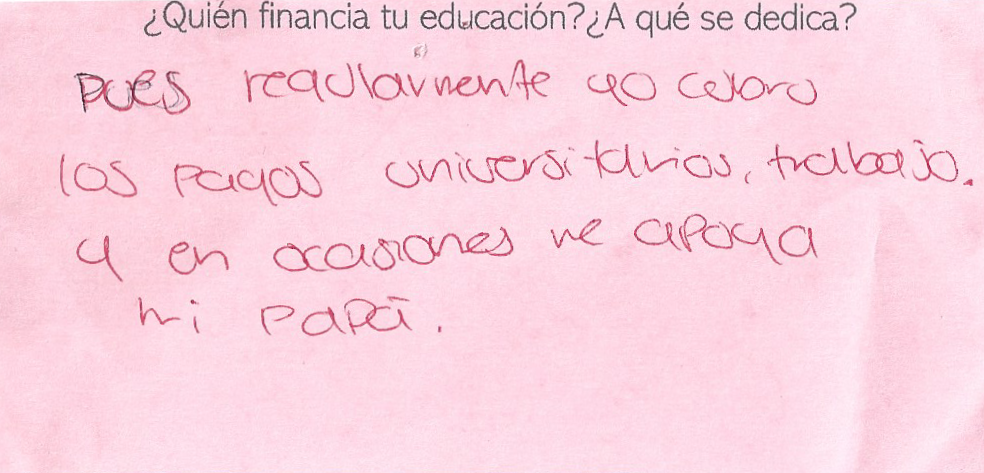 ¿Quién financia tu educación?¿A qué se dedica?
pues regularmente yo cubro
los pagos universitarios, trabajo.
y en ocasiones me apoya
mi papá.